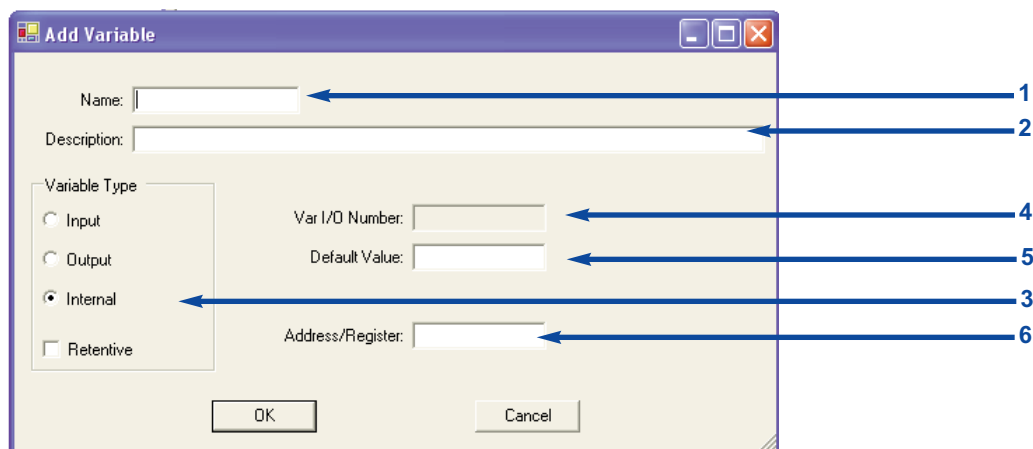 Add Variable
Name: 1
Description: 2
Variable Type
Input Var I/O Number: 4
Output Default Value: 5
Internal 3
Retentive Address/Register: 6
OK Cancel